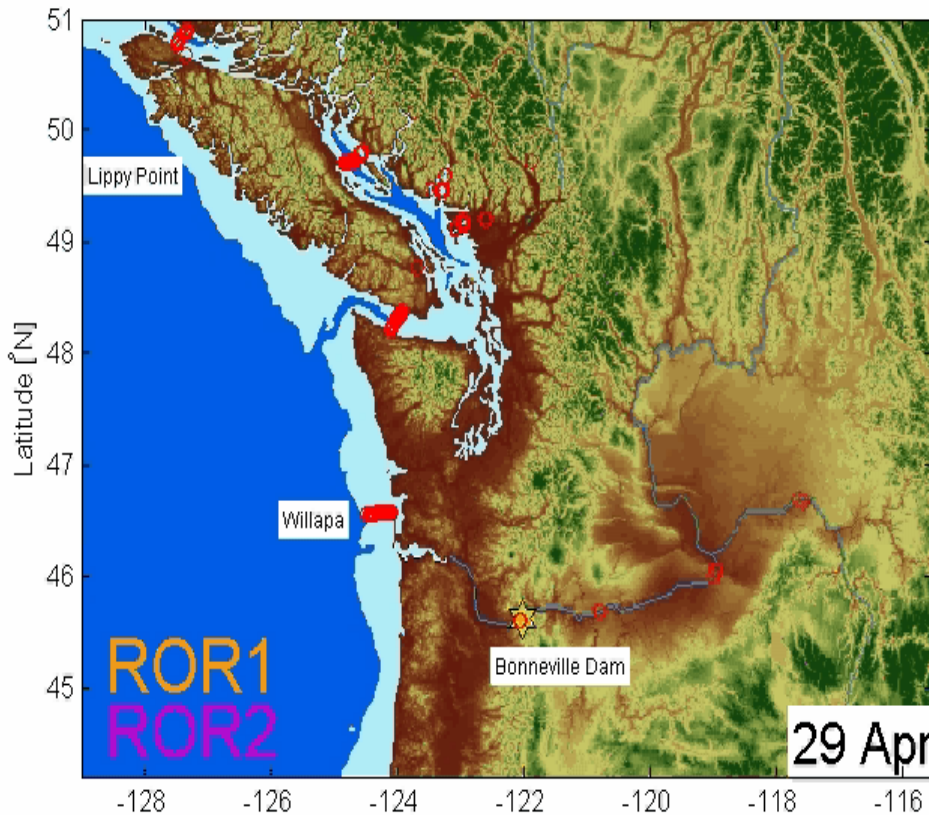 51
50
Lippy Point
49
Latitude [°N]
48
47
Willapa
46
Bonneville Dam
ROR1
45
ROR2
29 Apr
-128 -126 -124 -122 -120 -118 -116